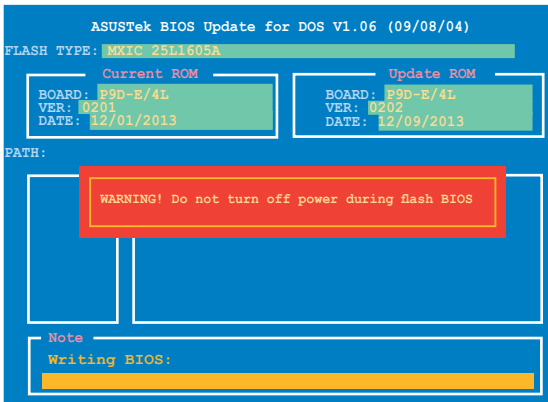 ASUSTek BIOS Update for DOS V1.06 (09/08/04)
FLASH TYPE: MXIC 25L1605A
Current ROM
BOARD: P9D-E/4L
VER: 0201
DATE: 12/01/2013
Update ROM
BOARD: P9D-E/4L
VER: 0202
DATE: 12/09/2013
PATH:
WARNING! Do not turn off power during flash BIOS
Note
Writing BIOS: